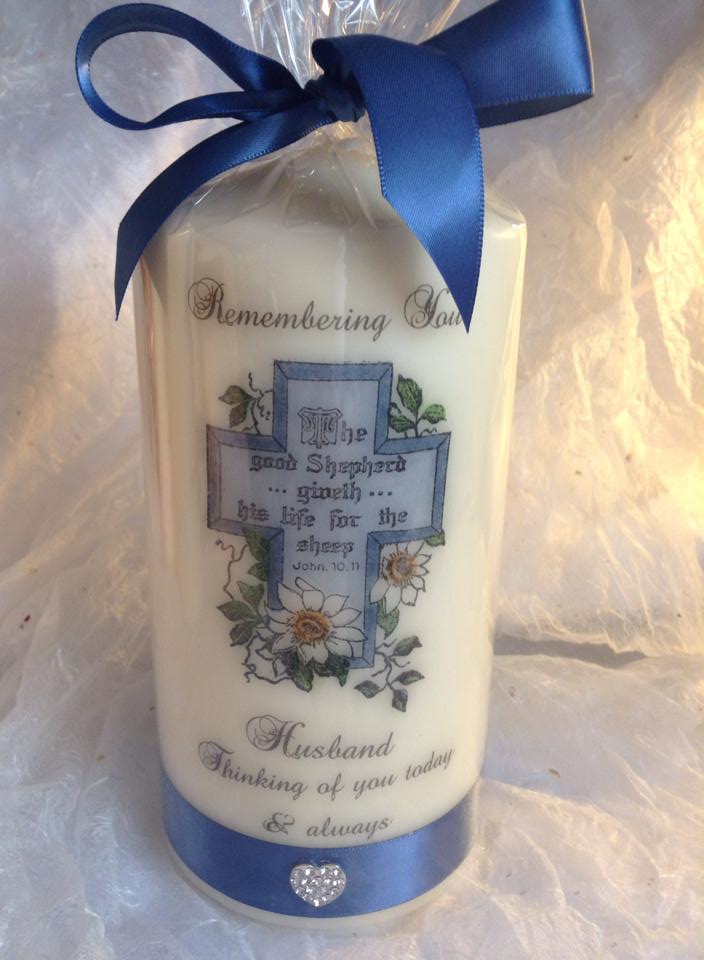 Remembering You
The
good Shepherd
... giveth ...
his life for the
sheep
John. 10. 11
Husband
Thinking of you today
& always